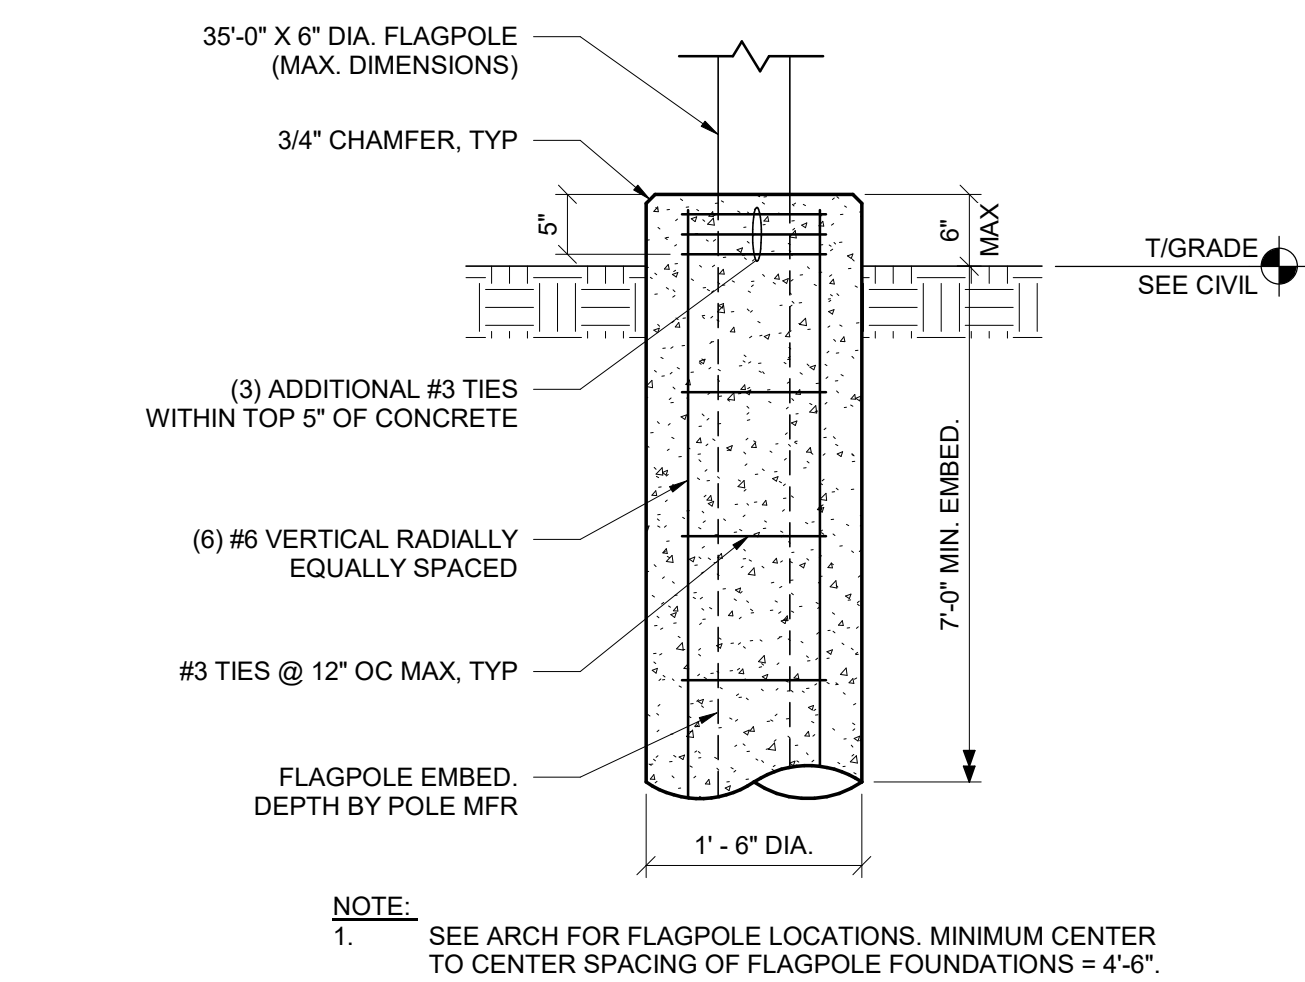 35'-0" X 6" DIA. FLAGPOLE
(MAX. DIMENSIONS)
3/4" CHAMFER, TYP
5"
6"
MAX
T/GRADE
SEE CIVIL
(3) ADDITIONAL #3 TIES
WITHIN TOP 5" OF CONCRETE
(6) #6 VERTICAL RADIALLY
EQUALLY SPACED
7'-0" MIN. EMBED.
#3 TIES @ 12" OC MAX, TYP
FLAGPOLE EMBED.
DEPTH BY POLE MFR
1' - 6" DIA.
NOTE:
1. SEE ARCH FOR FLAGPOLE LOCATIONS. MINIMUM CENTER
TO CENTER SPACING OF FLAGPOLE FOUNDATIONS = 4'-6".